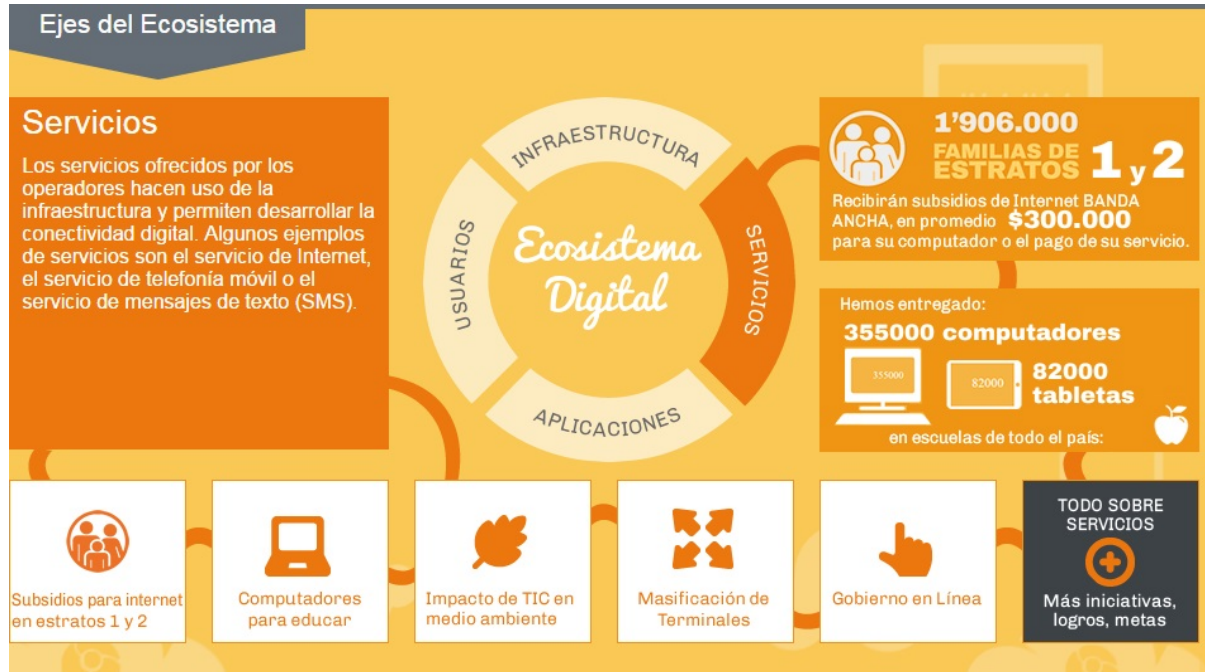 Ejes del Ecosistema
Servicios
Los servicios ofrecidos por los
operadores hacen uso de la
infraestructura y permiten desarrollar la
conectividad digital. Algunos ejemplos
de servicios son el servicio de Internet,
el servicio de telefonía móvil o el
servicio de mensajes de texto (SMS).
INFRAESTRUCTURA
USUARIOS
Ecosistema
Digital
SERVICIOS
APLICACIONES
1'906.000
FAMILIAS DE
ESTRATOS 1 y 2
Recibirán subsidios de Internet BANDA
ANCHA, en promedio $300.000
para su computador o el pago de su servicio.
Hemos entregado:
355000 computadores
355000
82000
82000
tabletas
en escuelas de todo el país:
Subsidios para internet
en estratos 1 y 2
Computadores
para educar
Impacto de TIC en
medio ambiente
Masificación de
Terminales
Gobierno en Línea
TODO SOBRE
SERVICIOS
Más iniciativas,
logros, metas